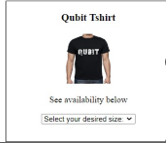 Qubit Tshirt
QUBIT
See availability below
Select your desired size: